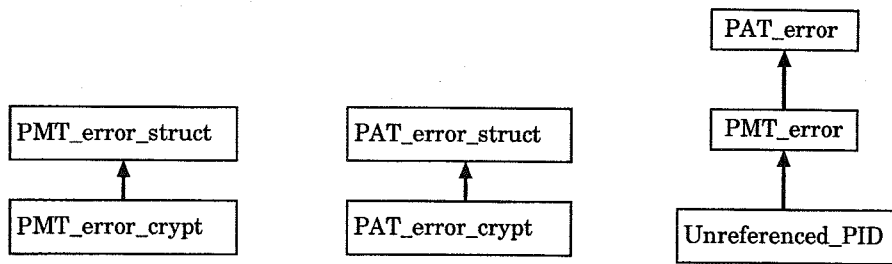 PAT_error
PMT_error_struct
PAT_error_struct
PMT_error
PMT_error_crypt
PAT_error_crypt
Unreferenced_PID